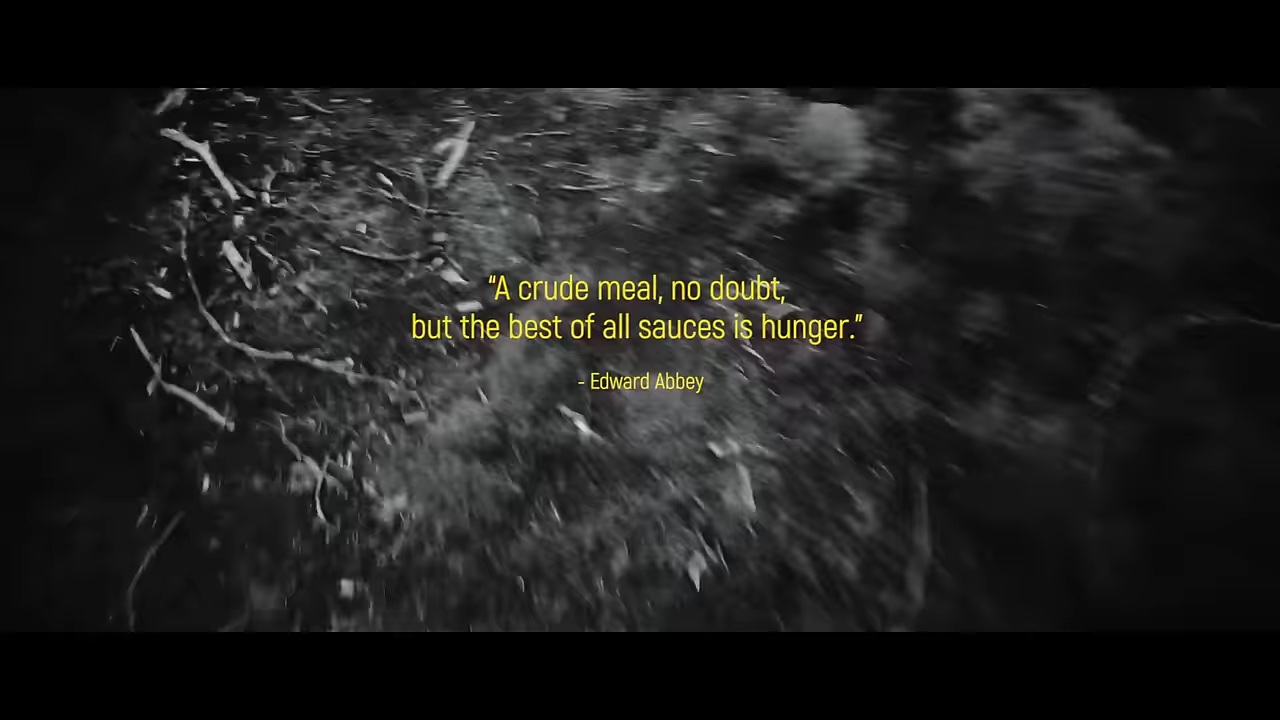 “A crude meal, no doubt,
but the best of all sauces is hunger.”
- Edward Abbey